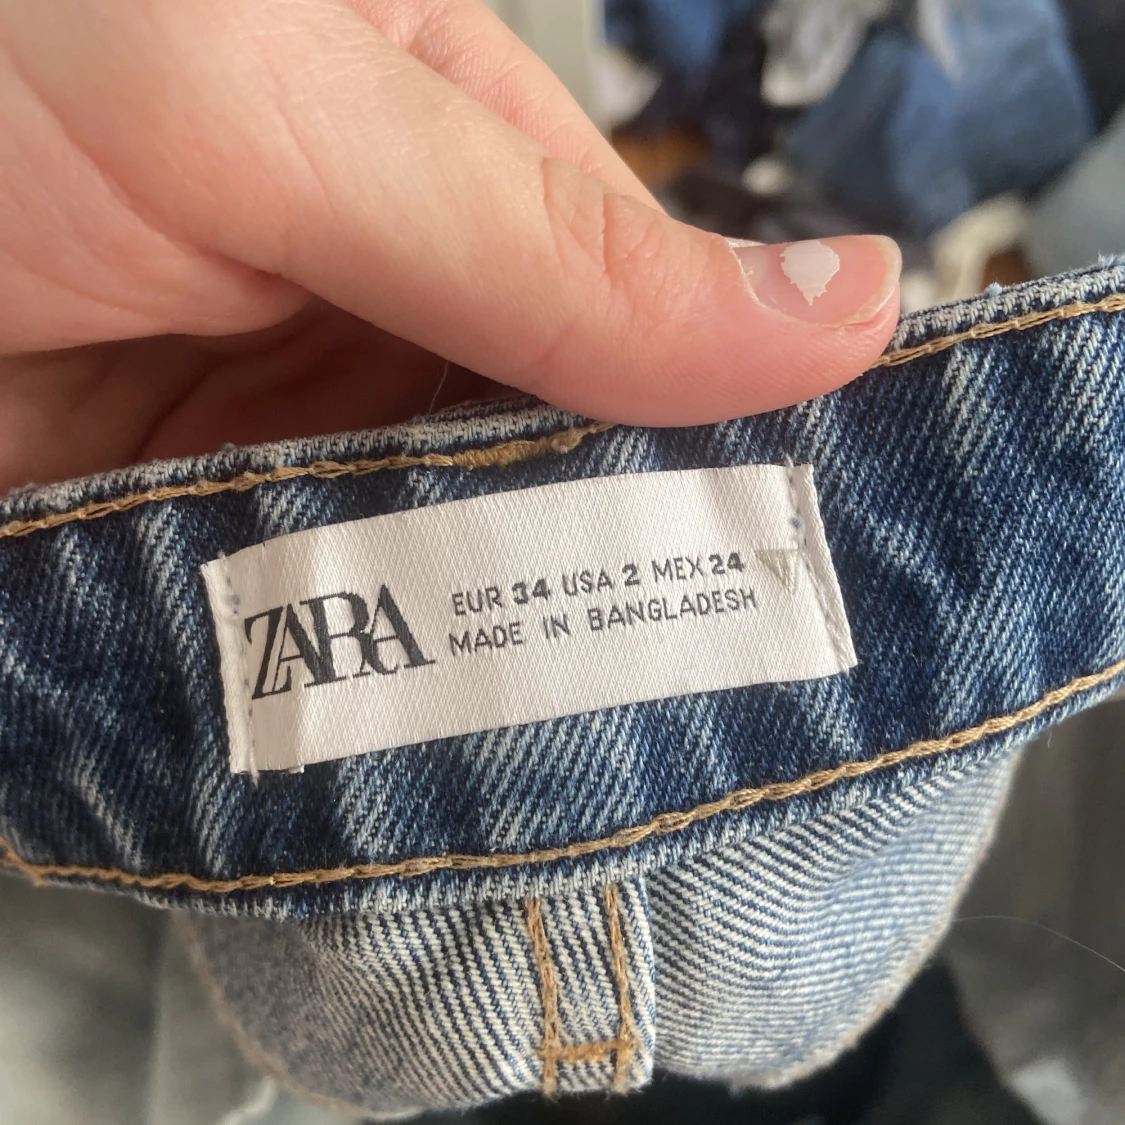 ZARA
EUR 34 USA 2 MEX 24
MADE IN BANGLADESH